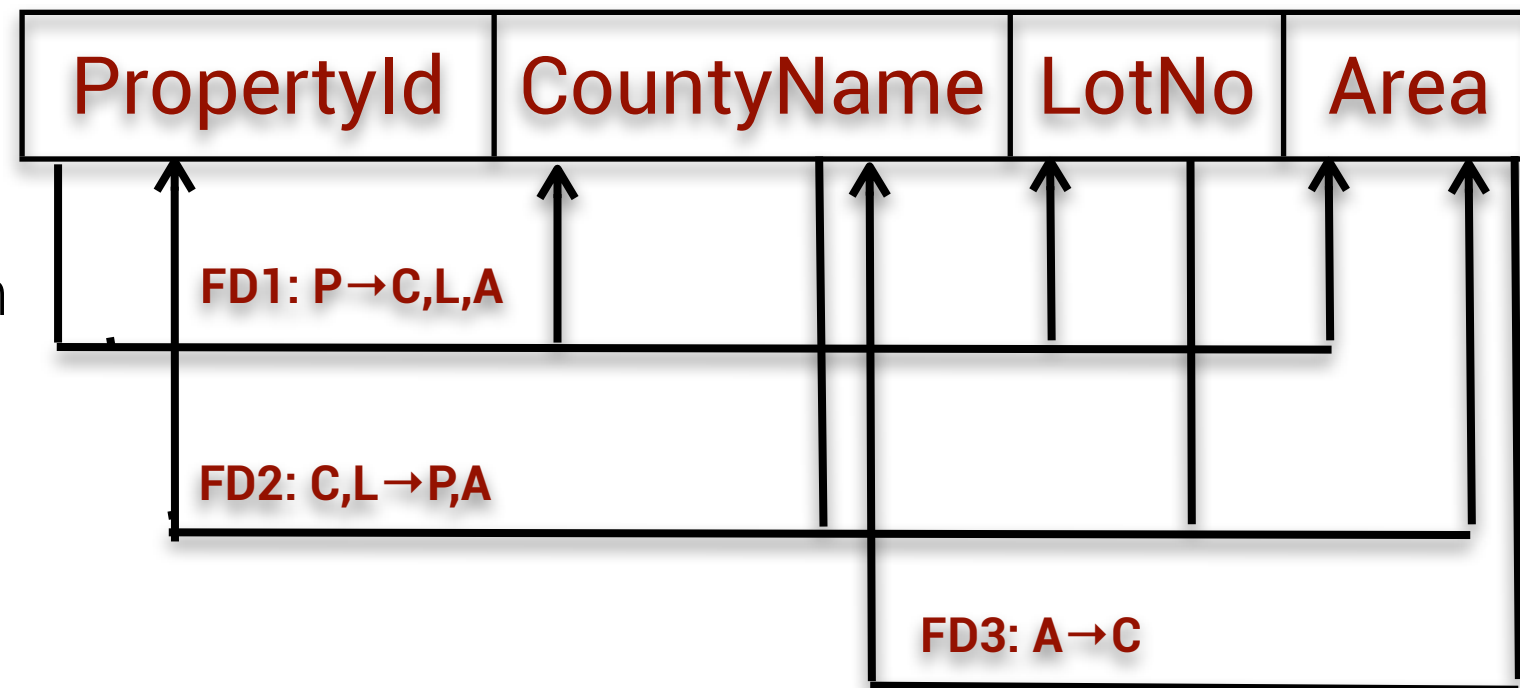 PropertyId CountyName LotNo Area
n
FD1: P→C,L,A
FD2: C,L→P,A
FD3: A→C